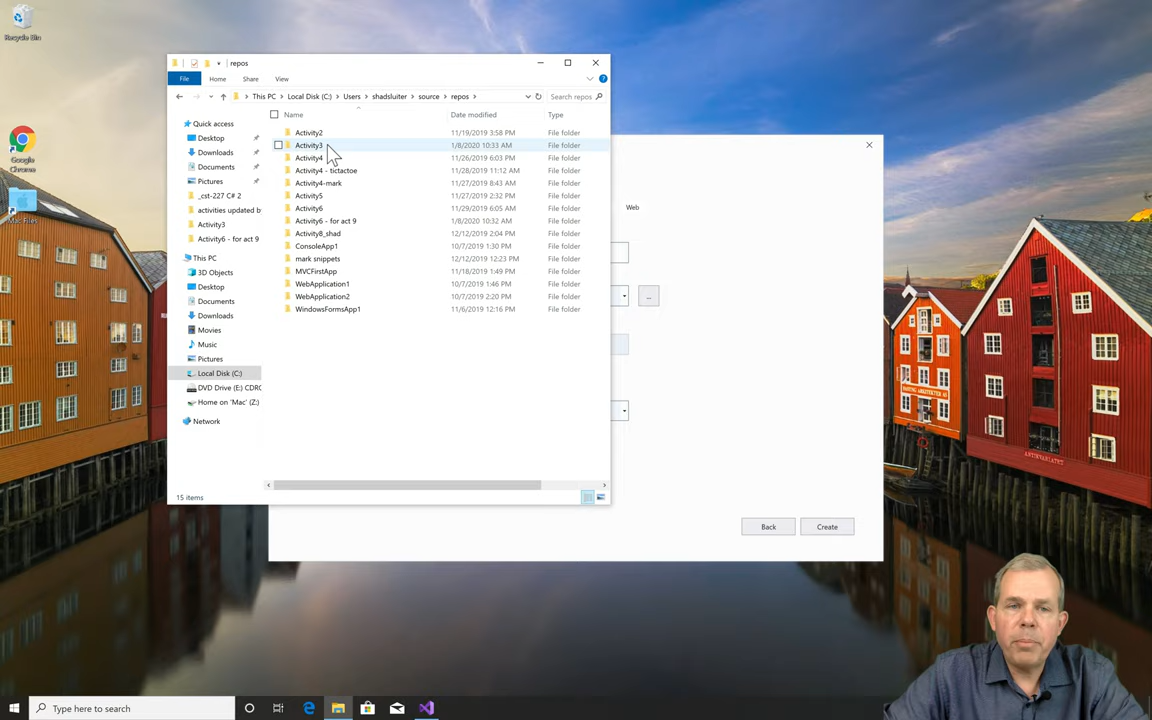 Recycle Bin
Google
Chrome
Mac Files
repos
File
Home
Share
View
This PC
Local Disk (C:)
Users
shadsluiter
source
repos
Search repos
Name
Date modified
Type
Quick access
Desktop
Downloads
Documents
Pictures
_cst-227 C# 2
activities updated b
Activity3
Activity6 - for act 9
This PC
3D Objects
Desktop
Documents
Downloads
Movies
Music
Pictures
Local Disk (C:)
DVD Drive (E:) CDRO
Home on 'Mac' (Z:)
Network
Activity2 11/19/2019 3:58 PM File folder
Activity3 1/8/2020 10:33 AM File folder
Activity4 11/26/2019 6:03 PM File folder
Activity4 - tictactoe 11/28/2019 11:12 AM File folder
Activity4-mark 11/27/2019 8:43 AM File folder
Activity5 11/27/2019 2:32 PM File folder
Activity6 11/29/2019 6:05 AM File folder
Activity6 - for act 9 1/8/2020 10:32 AM File folder
Activity8_shad 12/12/2019 2:04 PM File folder
ConsoleApp1 10/7/2019 1:30 PM File folder
mark snippets 12/12/2019 12:23 PM File folder
MVCFirstApp 11/18/2019 1:49 PM File folder
WebApplication1 10/7/2019 1:46 PM File folder
WebApplication2 10/7/2019 2:20 PM File folder
WindowsFormsApp1 11/6/2019 12:16 PM File folder
15 items
Web
...
Back
Create
ANTIKVARIATET
Type here to search